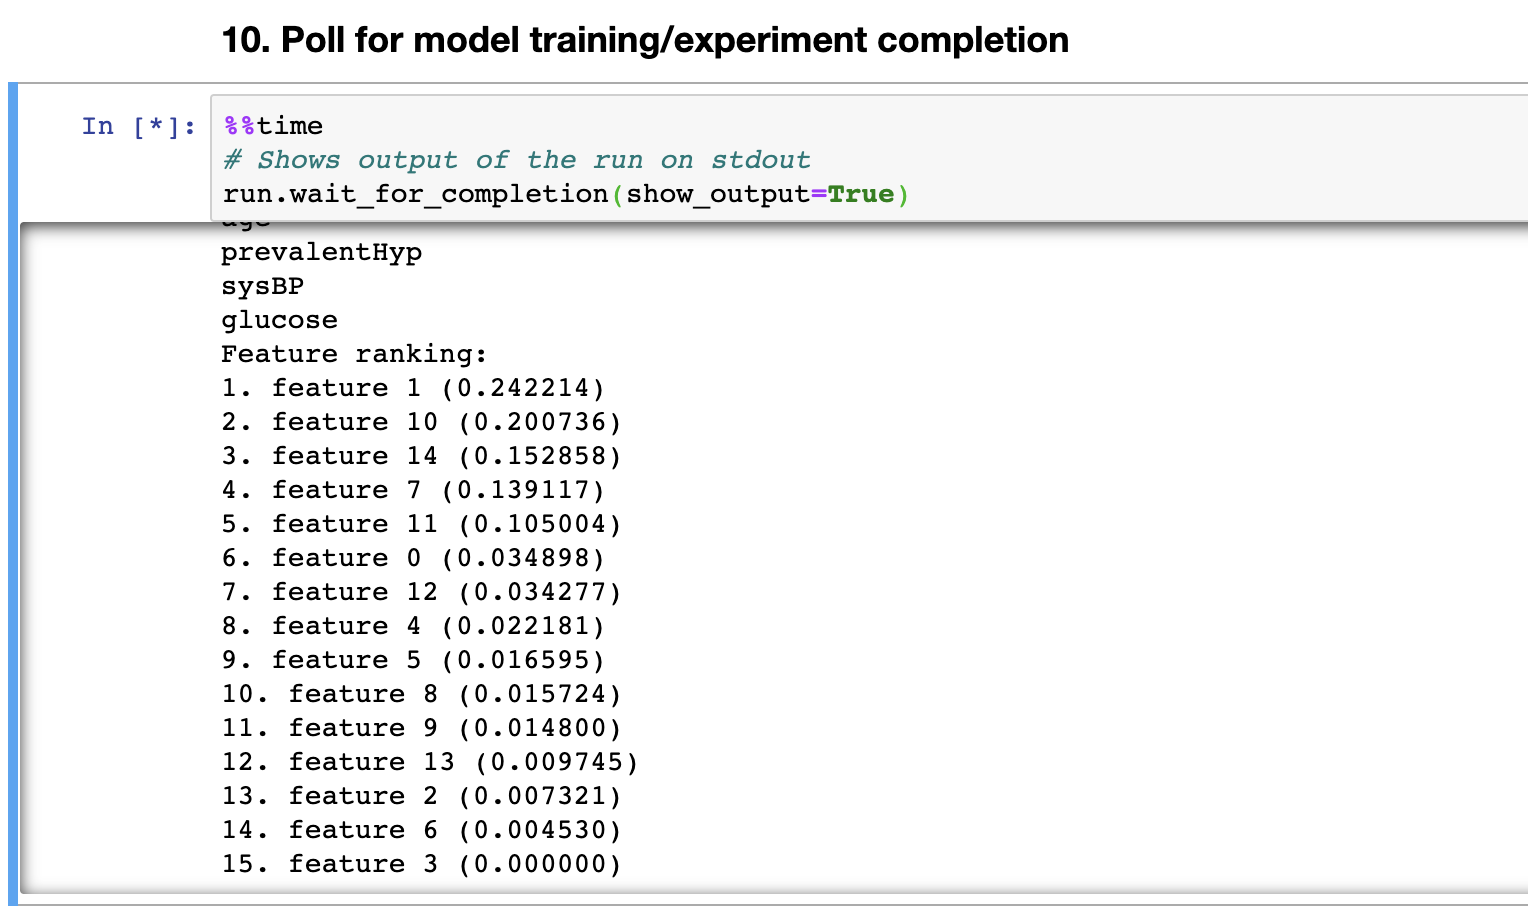 10. Poll for model training/experiment completion
In [*]:
%%time
# Shows output of the run on stdout
run.wait_for_completion(show_output=True)
age
prevalentHyp
sysBP
glucose
Feature ranking:
1. feature 1 (0.242214)
2. feature 10 (0.200736)
3. feature 14 (0.152858)
4. feature 7 (0.139117)
5. feature 11 (0.105004)
6. feature 0 (0.034898)
7. feature 12 (0.034277)
8. feature 4 (0.022181)
9. feature 5 (0.016595)
10. feature 8 (0.015724)
11. feature 9 (0.014800)
12. feature 13 (0.009745)
13. feature 2 (0.007321)
14. feature 6 (0.004530)
15. feature 3 (0.000000)